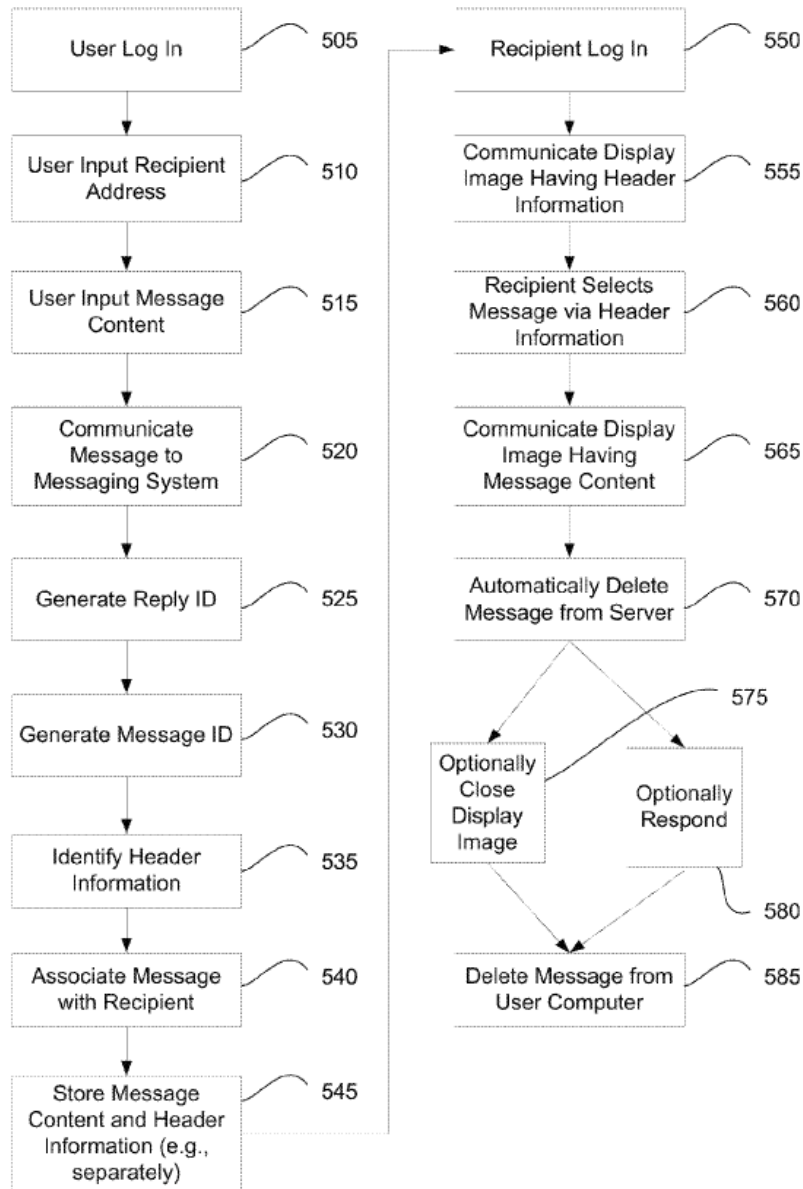 User Log In
505
User Input Recipient
Address
510
User Input Message
Content
515
Communicate
Message to
Messaging System
520
Generate Reply ID
525
Generate Message ID
530
Identify Header
Information
535
Associate Message
with Recipient
540
Store Message
Content and Header
Information (e.g.,
separately)
545
Recipient Log In
550
Communicate Display
Image Having Header
Information
555
Recipient Selects
Message via Header
Information
560
Communicate Display
Image Having
Message Content
565
Automatically Delete
Message from Server
570
575
Optionally
Close
Display
Image
Optionally
Respond
580
Delete Message from
User Computer
585